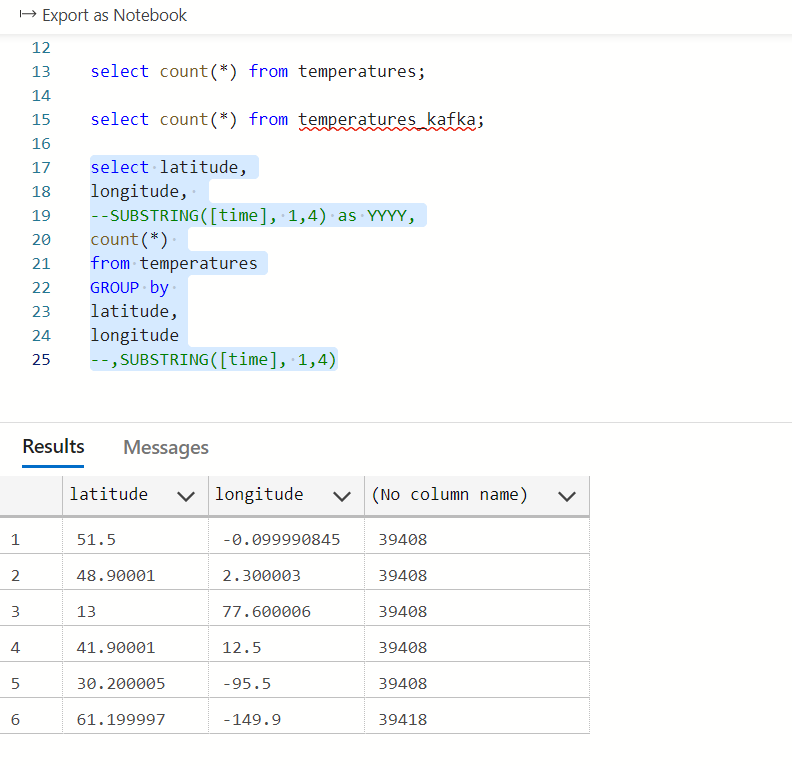 Export as Notebook
12
13 select count(*) from temperatures;
14
15 select count(*) from temperatures_kafka;
16
17 select latitude,
18 longitude,
19 --SUBSTRING([time], 1,4) as YYYY,
20 count(*)
21 from temperatures
22 GROUP by
23 latitude,
24 longitude
25 --,SUBSTRING([time], 1,4)
Results Messages
latitude longitude (No column name)
1 51.5 -0.099990845 39408
2 48.90001 2.300003 39408
3 13 77.600006 39408
4 41.90001 12.5 39408
5 30.200005 -95.5 39408
6 61.199997 -149.9 39418